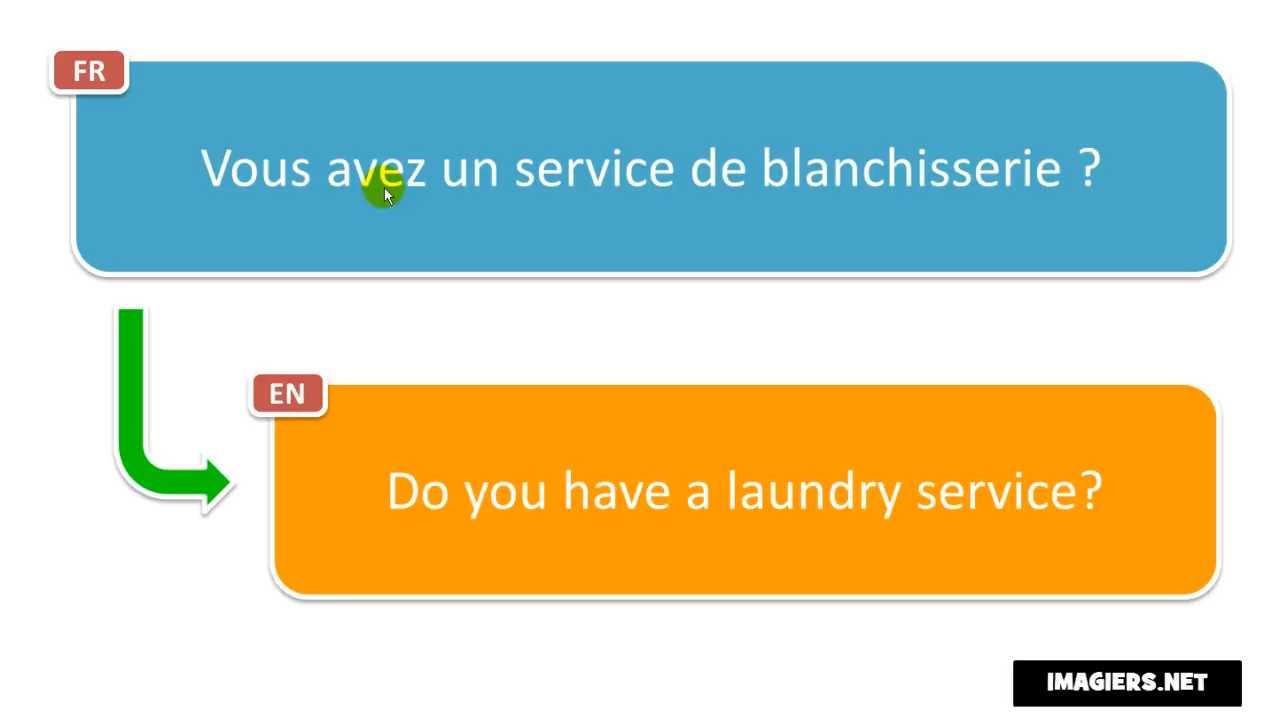 FR
Vous avez un service de blanchisserie ?
EN
Do you have a laundry service?
IMAGIERS.NET